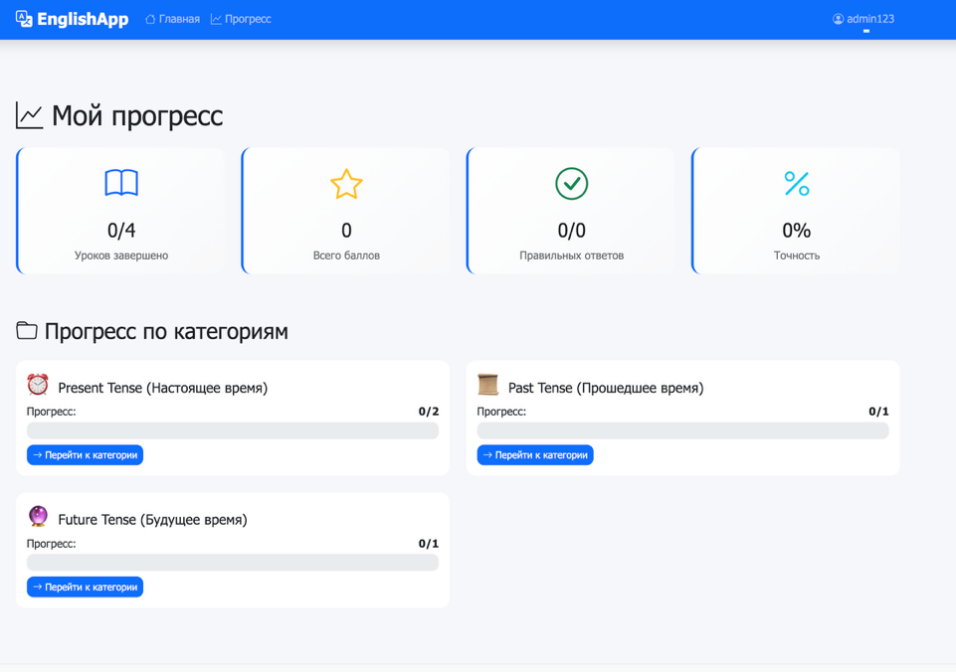 EnglishApp Главная Прогресс admin123
Мой прогресс
0/4 0 0/0 0%
Уроков завершено Всего баллов Правильных ответов Точность
Прогресс по категориям
Present Tense (Настоящее время)
Прогресс: 0/2
→ Перейти к категории
Past Tense (Прошедшее время)
Прогресс: 0/1
→ Перейти к категории
Future Tense (Будущее время)
Прогресс: 0/1
→ Перейти к категории